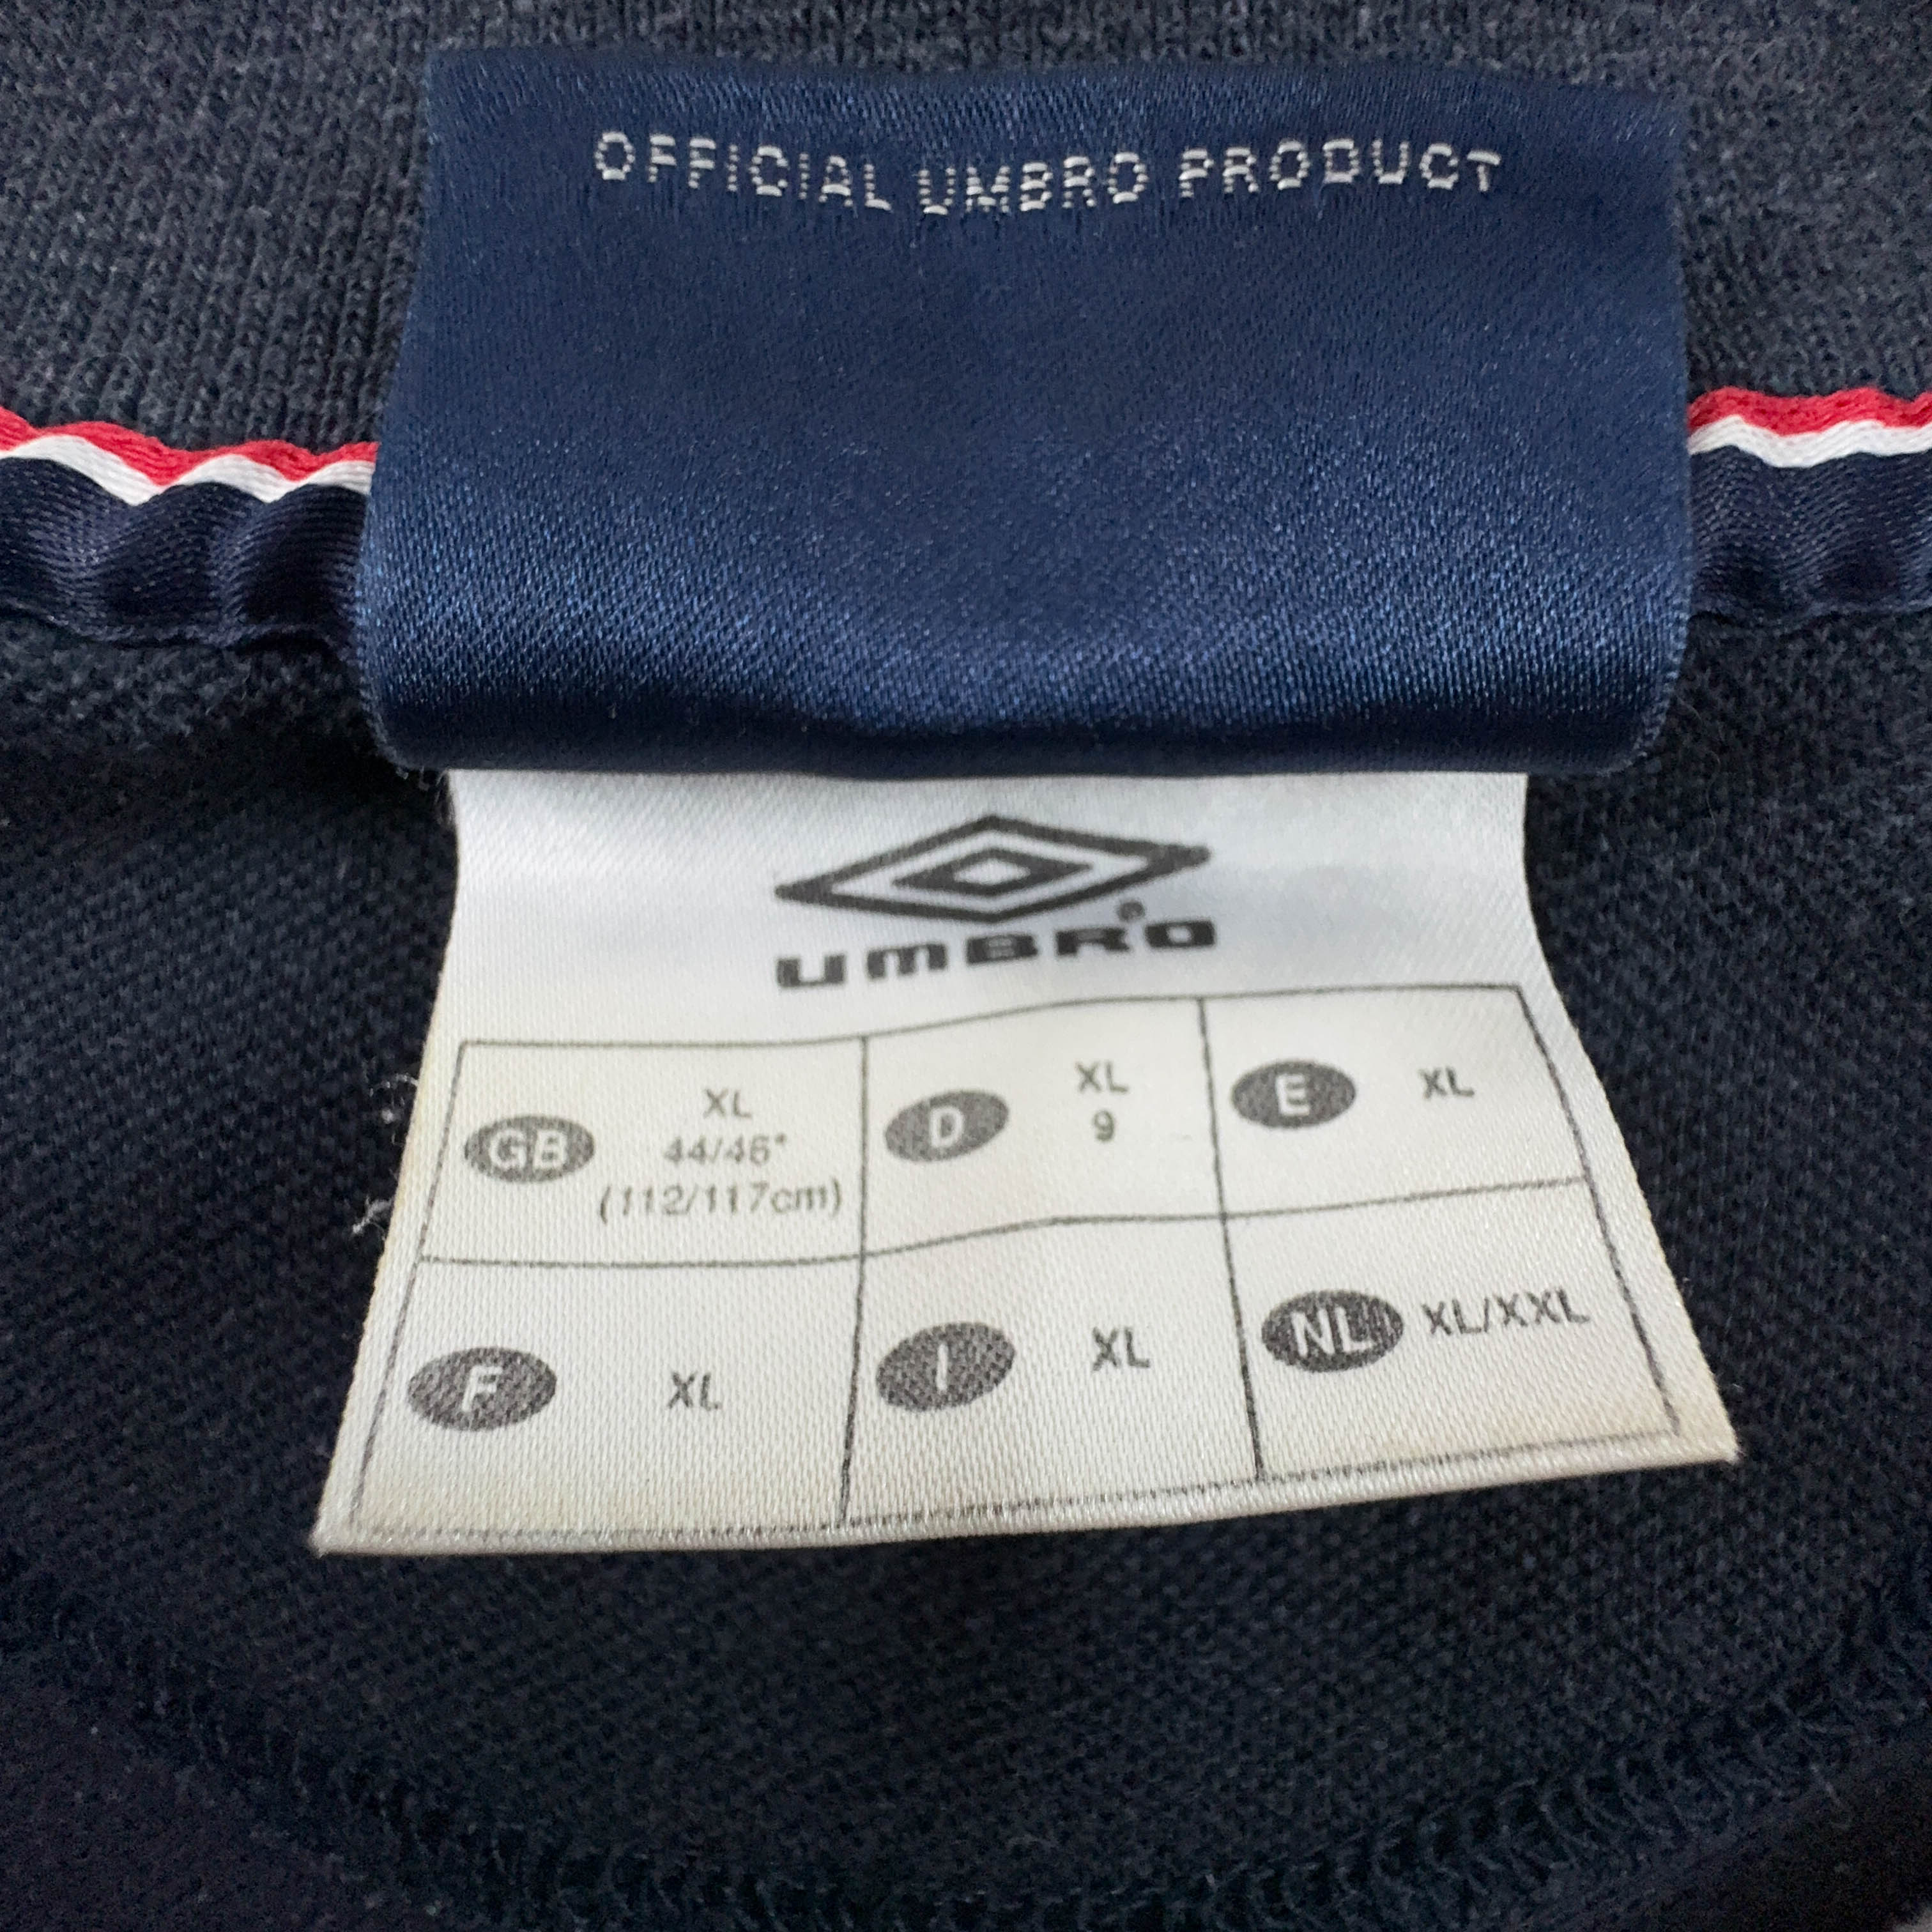 OFFICIAL UMBRO PRODUCT
UMBRO®
GB XL
44/46"
(112/117cm)
D XL
9
E XL
F XL
I XL
NL XL/XXL